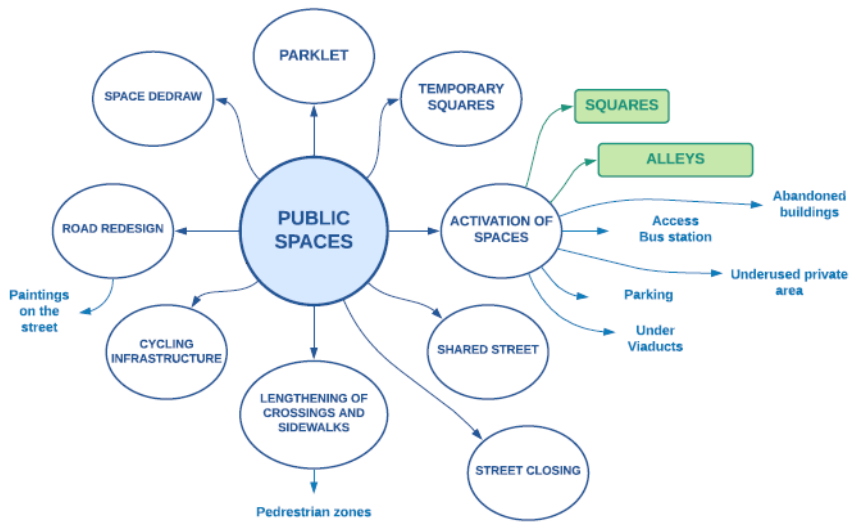 PARKLET
SPACE DEDRAW
TEMPORARY
SQUARES
SQUARES
ALLEYS
PUBLIC
SPACES
ROAD REDESIGN
ACTIVATION OF
SPACES
Abandoned
buildings
Access
Bus station
Underused private
area
Parking
Under
Viaducts
Paintings
on the
street
CYCLING
INFRASTRUCTURE
SHARED STREET
LENGTHENING OF
CROSSINGS AND
SIDEWALKS
STREET CLOSING
Pedrestrian zones